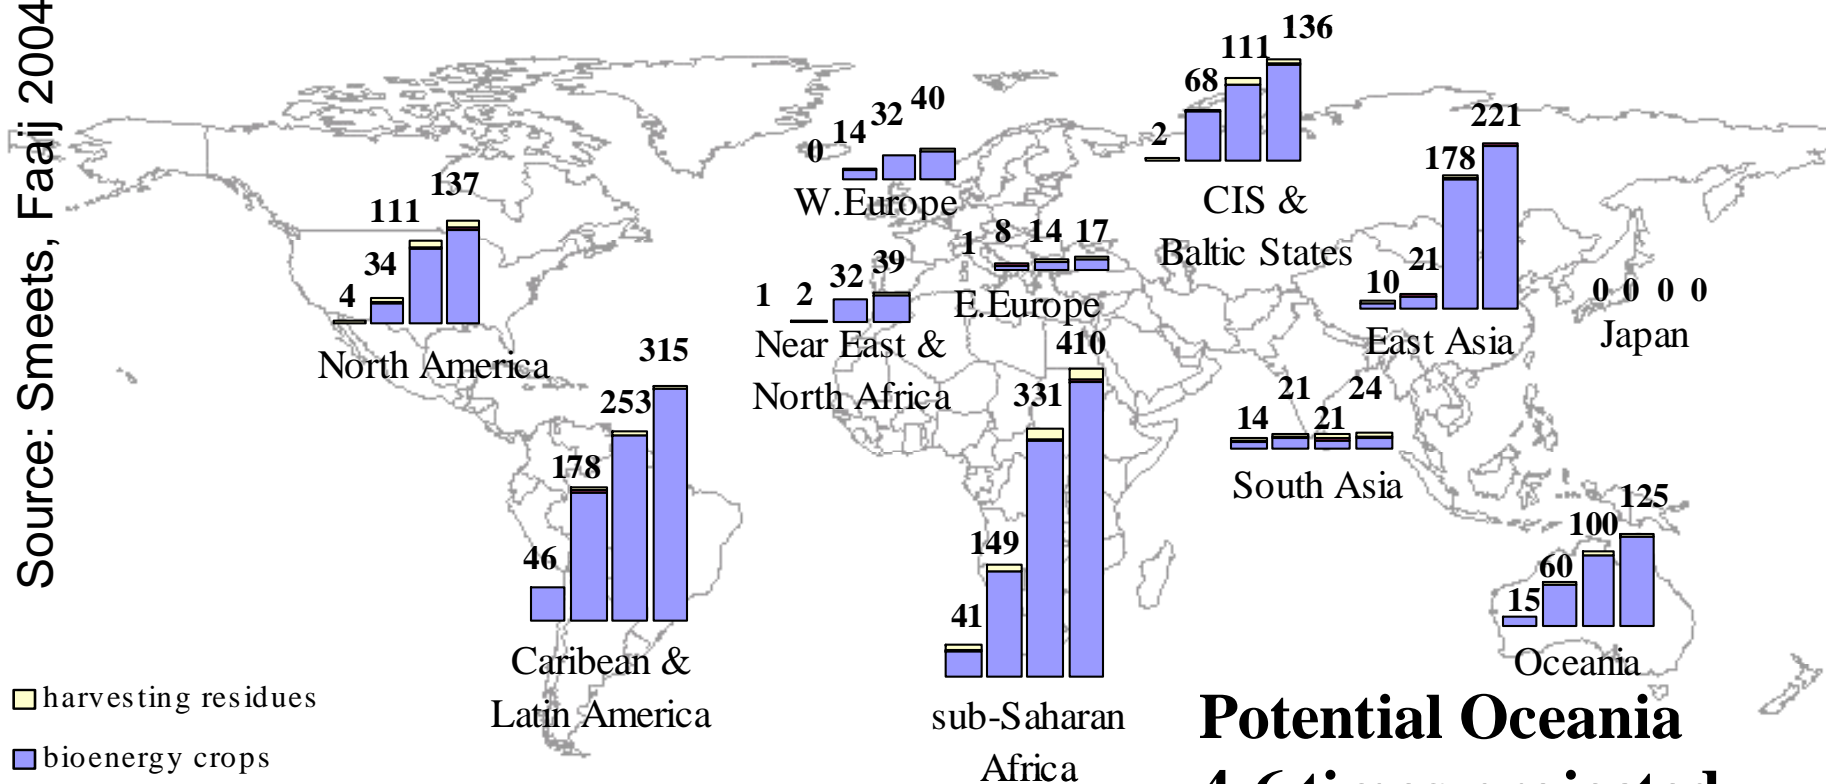 Source: Smeets, Faaij 2004
136
111
68
2
40
32
14
0
W.Europe
CIS &
Baltic States
221
178
21
10
East Asia
0 0 0 0
Japan
137
111
34
4
North America
1 8 14 17
E.Europe
39
32
2
1
Near East &
North Africa
315
253
178
46
Caribean &
Latin America
410
331
149
41
sub-Saharan
Africa
14 21 21 24
South Asia
125
100
60
15
Oceania
harvesting residues
bioenergy crops
Potential Oceania
4-6 times projected